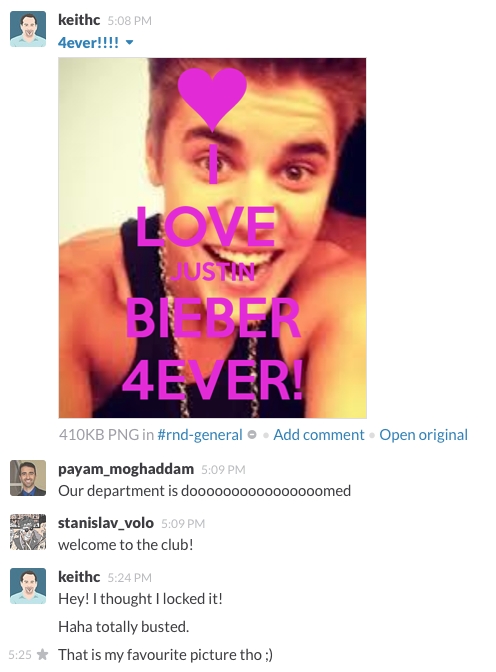 keithc 5:08 PM
4ever!!!!
I
LOVE
JUSTIN
BIEBER
4EVER!
410KB PNG in #rnd-general • Add comment • Open original
payam_moghaddam 5:09 PM
Our department is doooooooooooooooomed
stanislav_volo 5:09 PM
welcome to the club!
keithc 5:24 PM
Hey! I thought I locked it!
Haha totally busted.
5:25 ★ That is my favourite picture tho ;)